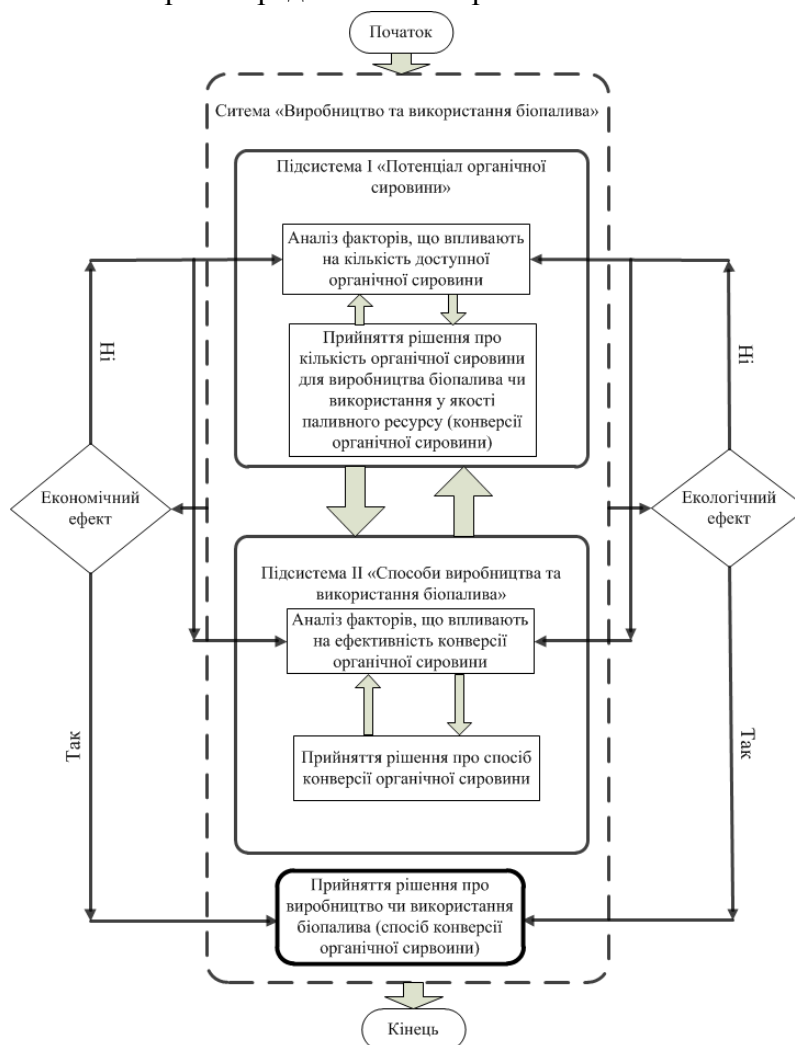 Початок
Ситема «Виробництво та використання біопалива»
Підсистема І «Потенціал органічної
сировини»
Аналіз факторів, що впливають
на кількість доступної
органічної сировини
Прийняття рішення про
кількість органічної сировини
для виробництва біопалива чи
використання у якості
паливного ресурсу (конверсії
органічної сировини)
Ні
Ні
Економічний
ефект
Екологічний
ефект
Підсистема ІІ «Способи виробництва та
використання біопалива»
Аналіз факторів, що впливають
на ефективність конверсії
органічної сировини
Прийняття рішення про спосіб
конверсії органічної сировини
Так
Так
Прийняття рішення про
виробництво чи використання
біопалива (спосіб конверсії
органічної сирвоини)
Кінець